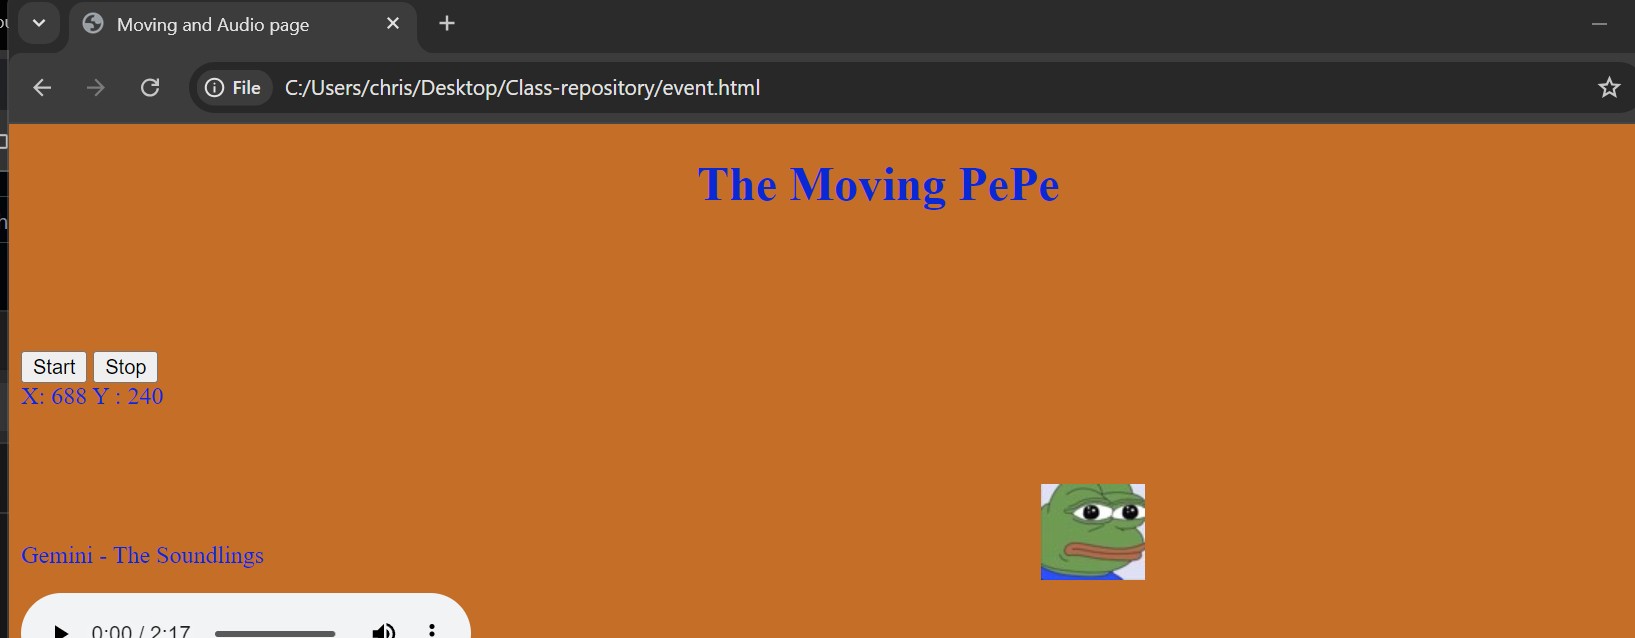 Moving and Audio page
File C:/Users/chris/Desktop/Class-repository/event.html
The Moving PePe
Start Stop
X: 688 Y : 240
Gemini - The Soundlings
0:00 / 2:17